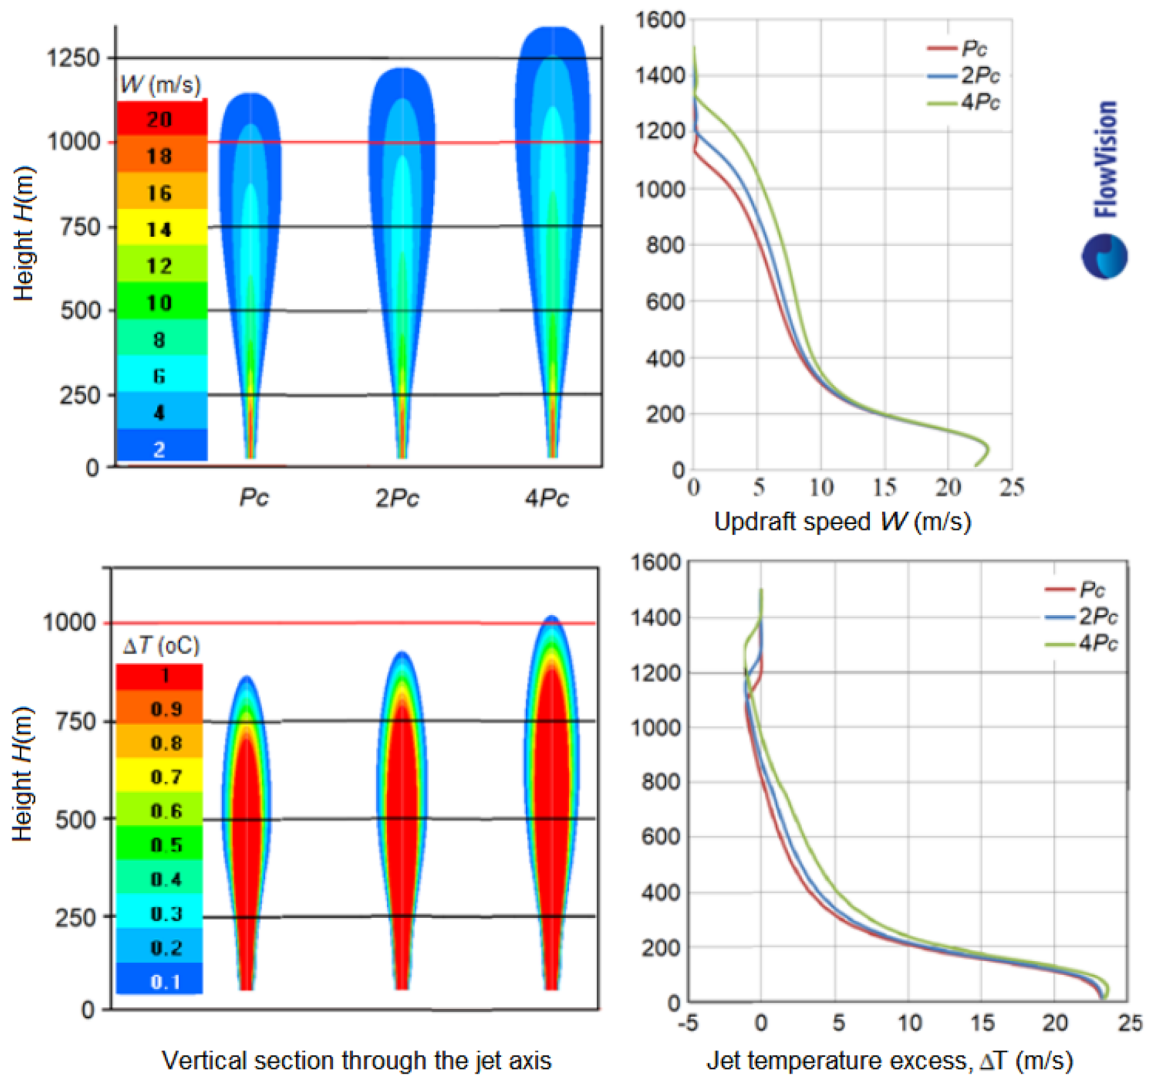 1250
1000
750
500
250
0
Height H(m)
W (m/s)
20
18
16
14
12
10
8
6
4
2
Pc
2Pc
4Pc
1600
1400
1200
1000
800
600
400
200
0
Pc
2Pc
4Pc
0 5 10 15 20 25
Updraft speed W (m/s)
FlowVision
1000
750
500
250
0
Height H(m)
ΔT (oC)
1
0.9
0.8
0.7
0.6
0.5
0.4
0.3
0.2
0.1
Vertical section through the jet axis
1600
1400
1200
1000
800
600
400
200
0
Pc
2Pc
4Pc
-5 0 5 10 15 20 25
Jet temperature excess, ΔT (m/s)